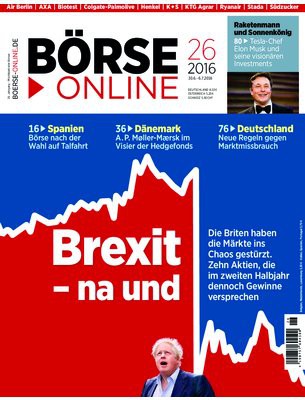 Air Berlin | AXA | Biotest | Colgate-Palmolive | Henkel | K+S | KTG Agrar | Ryanair | Stada | Südzucker
BOERSE-ONLINE.DE
BÖRSE
ONLINE
26
2016
Raketenmann
und Sonnenkönig
80 ▶ Tesla-Chef
Elon Musk und
seine visionären
Investments
16 ▶ Spanien
Börse nach der
Wahl auf Talfahrt
36 ▶ Dänemark
A.P. Møller-Mærsk im
Visier der Hedgefonds
76 ▶ Deutschland
Neue Regeln gegen
Marktmissbrauch
Brexit
– na und
Die Briten haben
die Märkte ins
Chaos gestürzt.
Zehn Aktien, die
im zweiten Halbjahr
dennoch Gewinne
versprechen